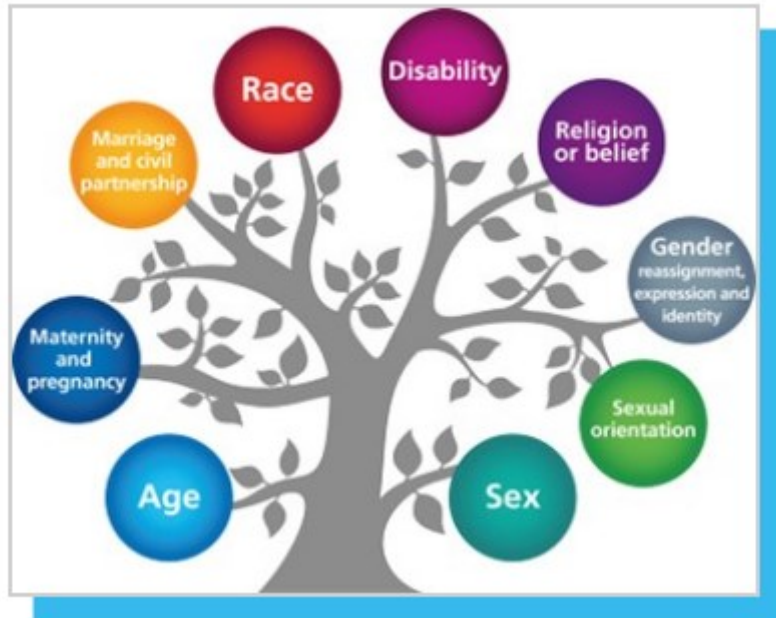 Race
Disability
Marriage
and civil
partnership
Religion
or belief
Gender
reassignment,
expression and
identity
Maternity
and
pregnancy
Sexual
orientation
Age
Sex